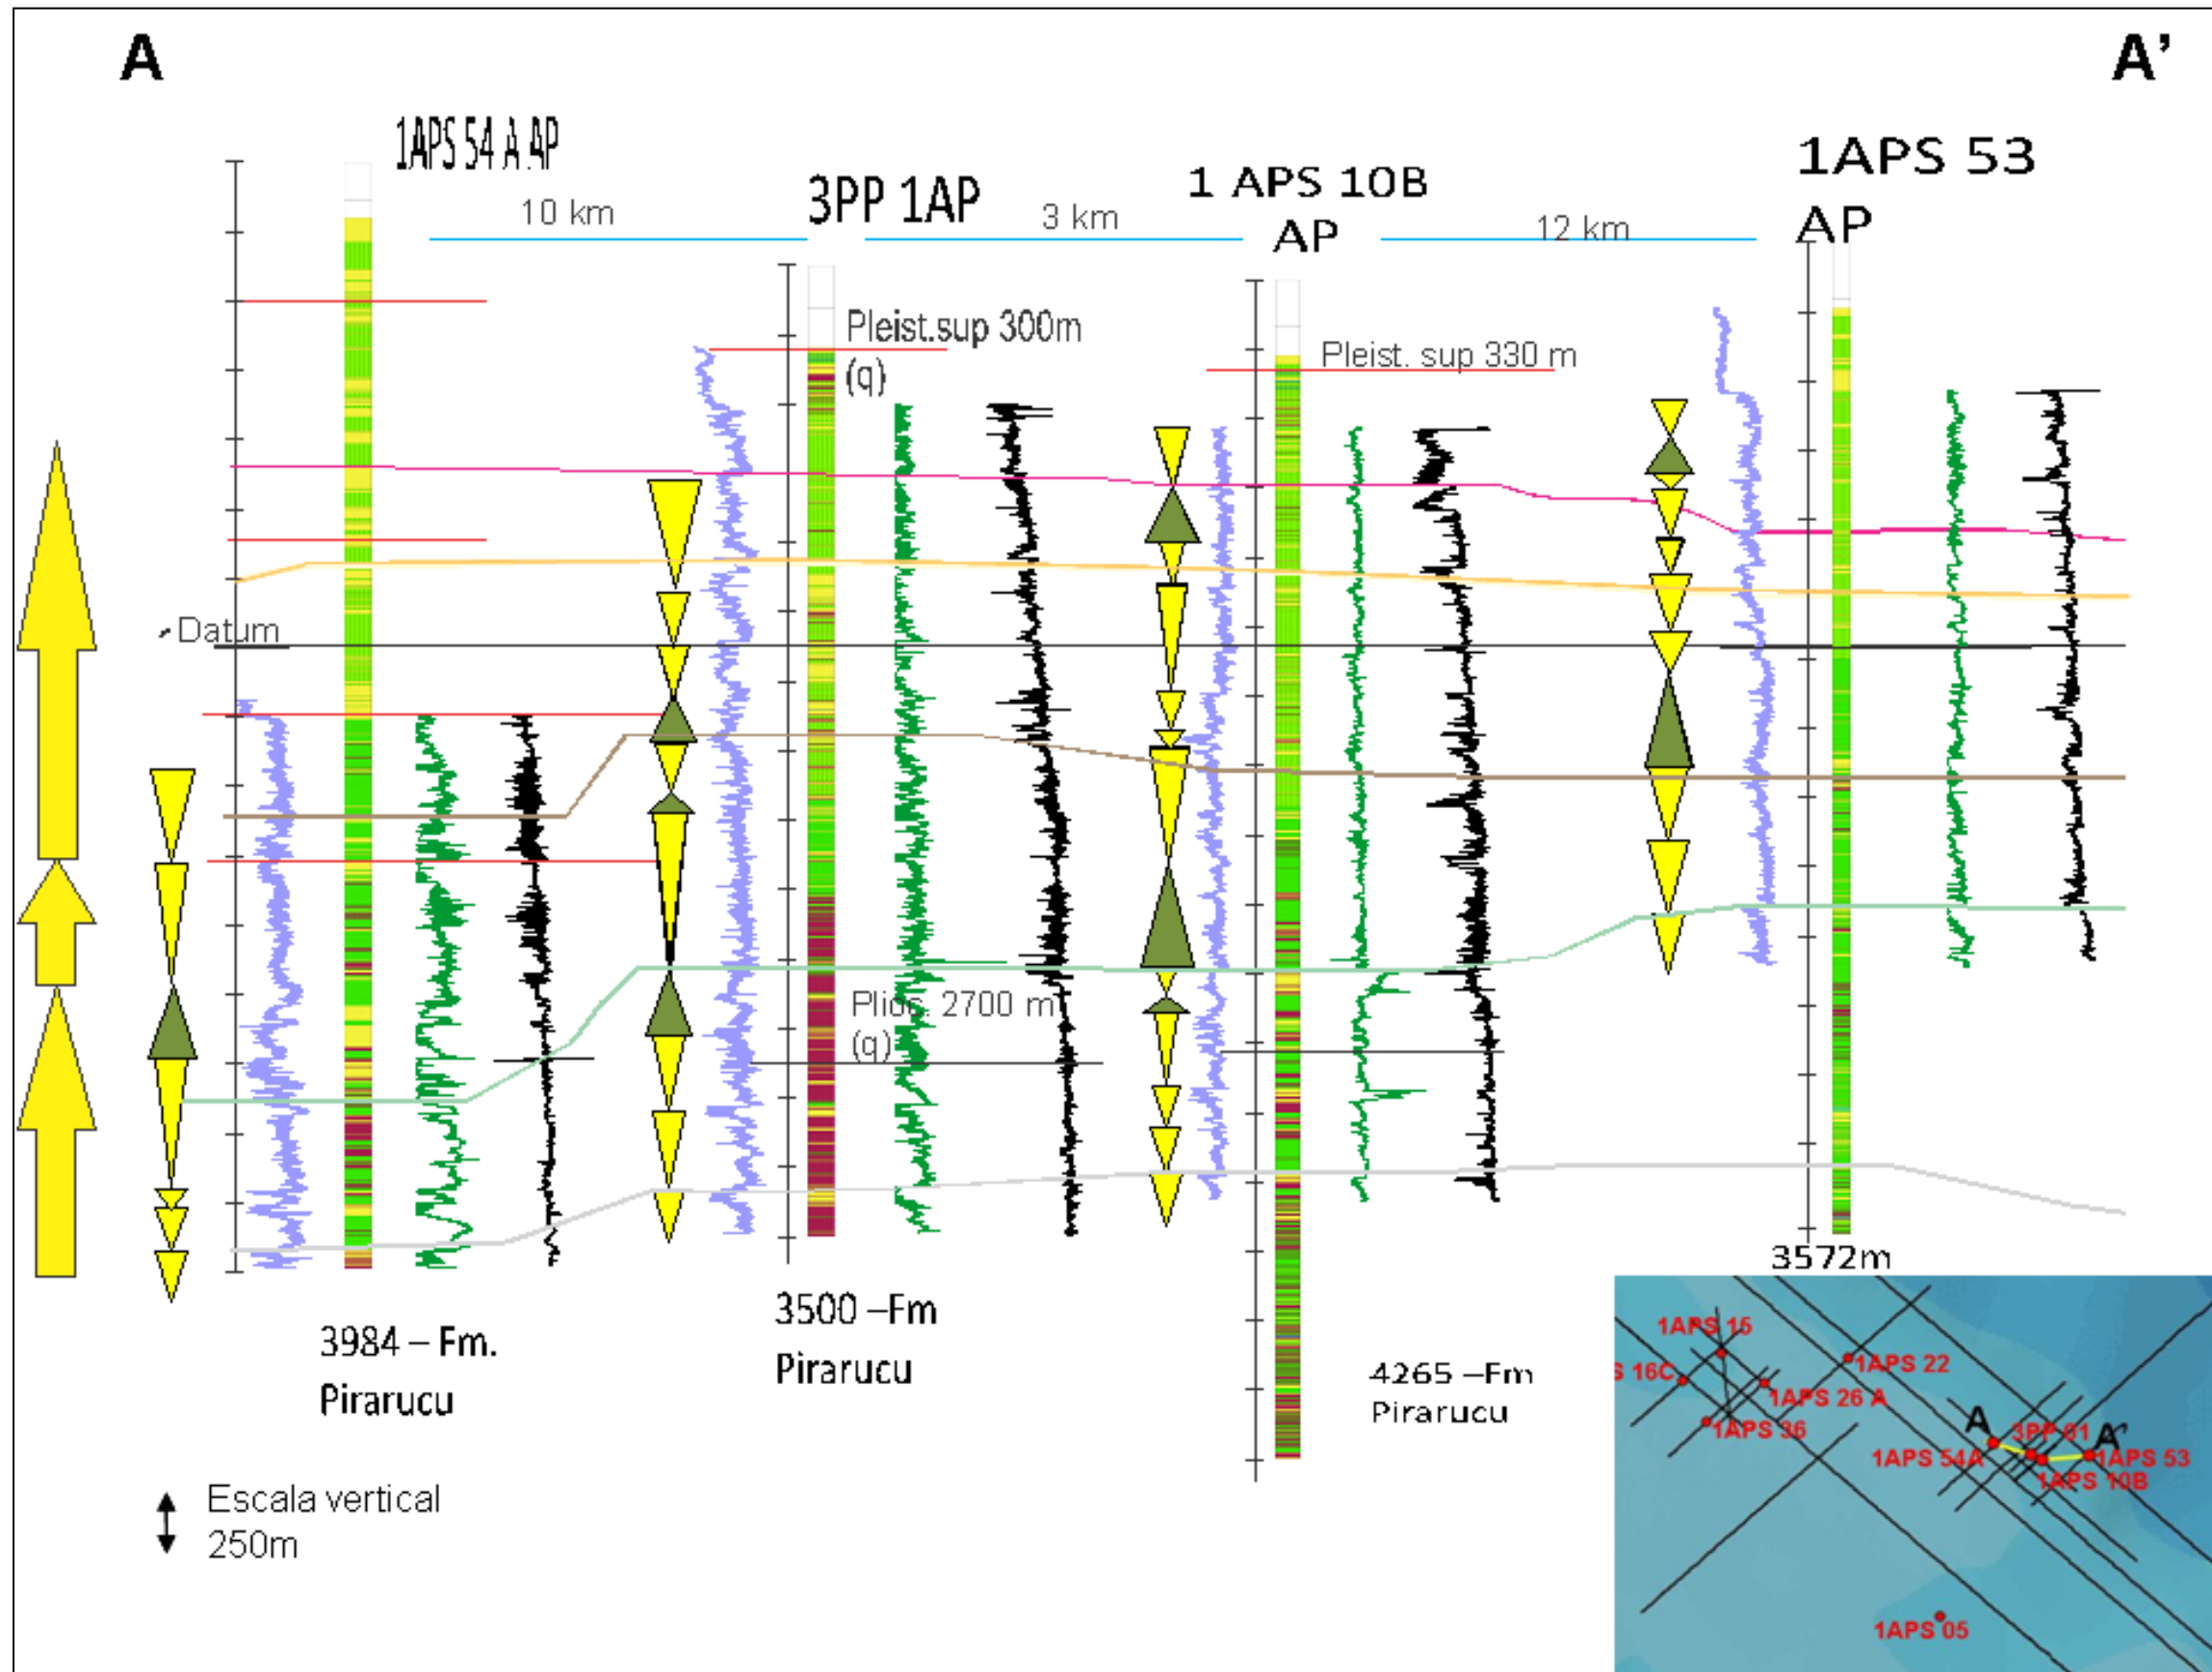 A
A’
1APS 54 A AP
3PP 1AP
1 APS 10B
AP
1APS 53
AP
10 km
3 km
12 km
Pleist.sup 300m
(q)
Pleist. sup 330 m
Datum
Plioc. 2700 m
(q)
3984 – Fm.
Pirarucu
3500 –Fm
Pirarucu
4265 –Fm
Pirarucu
3572m
Escala vertical
250m
1APS 15
S 16C
1APS 22
1APS 26 A
1APS 36
A
3PP 01
A’
1APS 54A
1APS 53
1APS 10B
1APS 05